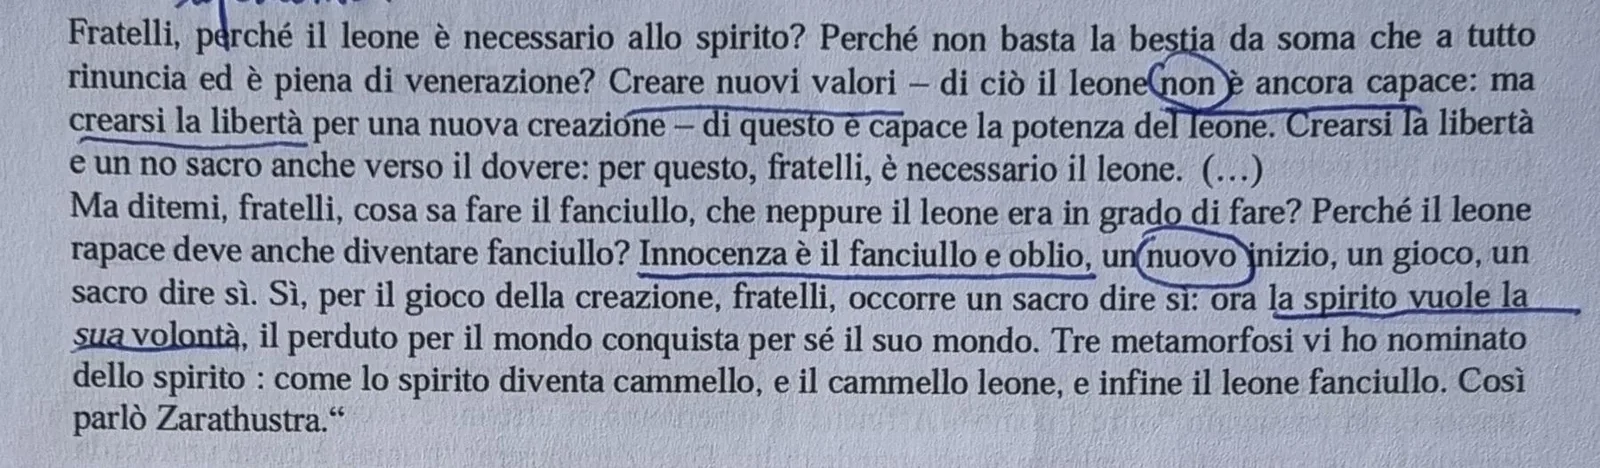 Fratelli, perché il leone è necessario allo spirito? Perché non basta la bestia da soma che a tutto
rinuncia ed è piena di venerazione? Creare nuovi valori – di ciò il leone non è ancora capace: ma
crearsi la libertà per una nuova creazione – di questo è capace la potenza del leone. Crearsi la libertà
e un no sacro anche verso il dovere: per questo, fratelli, è necessario il leone. (…)
Ma ditemi, fratelli, cosa sa fare il fanciullo, che neppure il leone era in grado di fare? Perché il leone
rapace deve anche diventare fanciullo? Innocenza è il fanciullo e oblio, un nuovo inizio, un gioco, un
sacro dire sì. Sì, per il gioco della creazione, fratelli, occorre un sacro dire sì: ora la spirito vuole la
sua volontà, il perduto per il mondo conquista per sé il suo mondo. Tre metamorfosi vi ho nominato
dello spirito : come lo spirito diventa cammello, e il cammello leone, e infine il leone fanciullo. Così
parlò Zarathustra.“